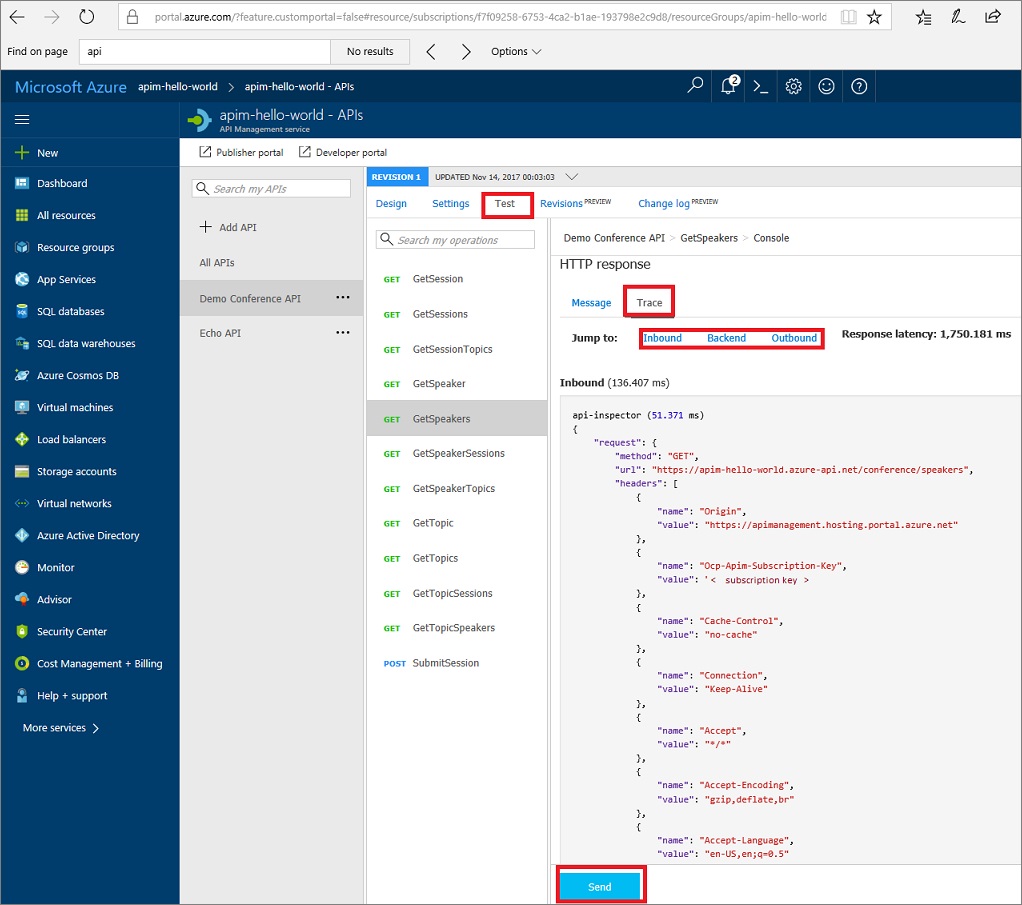 portal.azure.com/?feature.customportal=false#resource/subscriptions/f7f09258-6753-4ca2-b1ae-193798e2c9d8/resourceGroups/apim-hello-world
Find on page
api
No results
Options
Microsoft Azure apim-hello-world > apim-hello-world - APIs
2
apim-hello-world - APIs
API Management service
New
Dashboard
All resources
Resource groups
App Services
SQL databases
SQL data warehouses
Azure Cosmos DB
Virtual machines
Load balancers
Storage accounts
Virtual networks
Azure Active Directory
Monitor
Advisor
Security Center
Cost Management + Billing
Help + support
More services >
Publisher portal
Developer portal
Search my APIs
Add API
All APIs
Demo Conference API ...
Echo API ...
REVISION 1 UPDATED Nov 14, 2017 00:03:03
Design Settings Test Revisions PREVIEW Change log PREVIEW
Search my operations
GET GetSession
GET GetSessions
GET GetSessionTopics
GET GetSpeaker
GET GetSpeakers
GET GetSpeakerSessions
GET GetSpeakerTopics
GET GetTopic
GET GetTopics
GET GetTopicSessions
GET GetTopicSpeakers
POST SubmitSession
Demo Conference API > GetSpeakers > Console
HTTP response
Message Trace
Jump to: Inbound Backend Outbound Response latency: 1,750.181 ms
Inbound (136.407 ms)
api-inspector (51.371 ms)
{
"request": {
"method": "GET",
"url": "https://apim-hello-world.azure-api.net/conference/speakers",
"headers": [
{
"name": "Origin",
"value": "https://apimanagement.hosting.portal.azure.net"
},
{
"name": "Ocp-Apim-Subscription-Key",
"value": '< subscription key >
},
{
"name": "Cache-Control",
"value": "no-cache"
},
{
"name": "Connection",
"value": "Keep-Alive"
},
{
"name": "Accept",
"value": "*/*"
},
{
"name": "Accept-Encoding",
"value": "gzip,deflate,br"
},
{
"name": "Accept-Language",
"value": "en-US,en;q=0.5"
Send